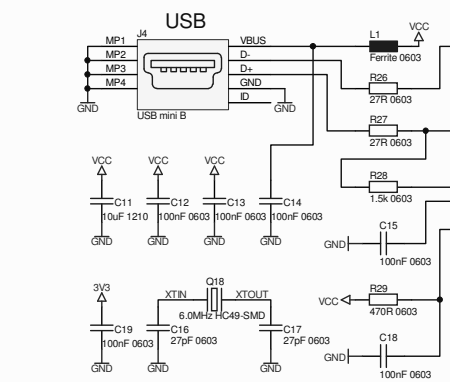 USB
J4
MP1
MP2
MP3
MP4
GND
USB mini B
VBUS
D-
D+
GND
ID
GND
L1
VCC
Ferrite 0603
R26
27R 0603
R27
27R 0603
R28
1.5k 0603
VCC
C11
10uF 1210
GND
VCC
C12
100nF 0603
GND
VCC
C13
100nF 0603
GND
C14
100nF 0603
GND
C15
GND
100nF 0603
3V3
C19
100nF 0603
GND
XTIN
Q18
XTOUT
6.0MHz HC49-SMD
C16
27pF 0603
GND
C17
27pF 0603
GND
VCC
R29
470R 0603
C18
GND
100nF 0603